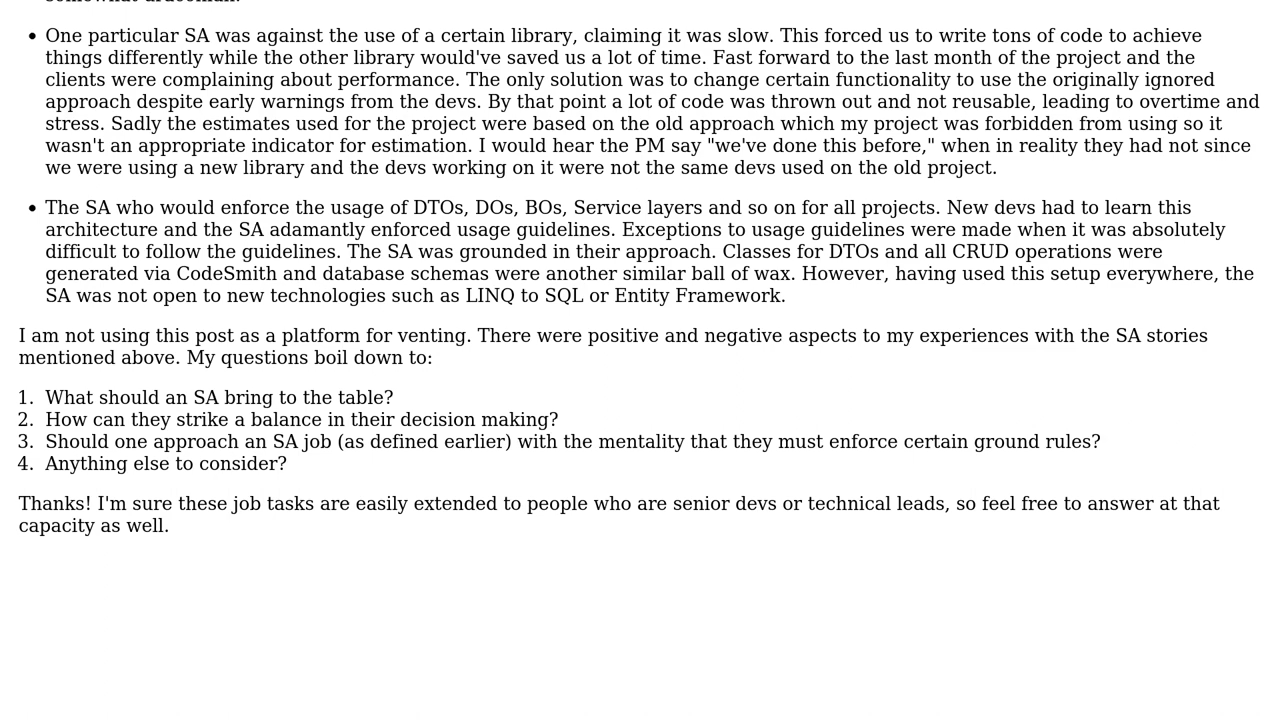 • One particular SA was against the use of a certain library, claiming it was slow. This forced us to write tons of code to achieve
things differently while the other library would've saved us a lot of time. Fast forward to the last month of the project and the
clients were complaining about performance. The only solution was to change certain functionality to use the originally ignored
approach despite early warnings from the devs. By that point a lot of code was thrown out and not reusable, leading to overtime and
stress. Sadly the estimates used for the project were based on the old approach which my project was forbidden from using so it
wasn't an appropriate indicator for estimation. I would hear the PM say "we've done this before," when in reality they had not since
we were using a new library and the devs working on it were not the same devs used on the old project.
• The SA who would enforce the usage of DTOs, DOs, BOs, Service layers and so on for all projects. New devs had to learn this
architecture and the SA adamantly enforced usage guidelines. Exceptions to usage guidelines were made when it was absolutely
difficult to follow the guidelines. The SA was grounded in their approach. Classes for DTOs and all CRUD operations were
generated via CodeSmith and database schemas were another similar ball of wax. However, having used this setup everywhere, the
SA was not open to new technologies such as LINQ to SQL or Entity Framework.
I am not using this post as a platform for venting. There were positive and negative aspects to my experiences with the SA stories
mentioned above. My questions boil down to:
1. What should an SA bring to the table?
2. How can they strike a balance in their decision making?
3. Should one approach an SA job (as defined earlier) with the mentality that they must enforce certain ground rules?
4. Anything else to consider?
Thanks! I'm sure these job tasks are easily extended to people who are senior devs or technical leads, so feel free to answer at that
capacity as well.